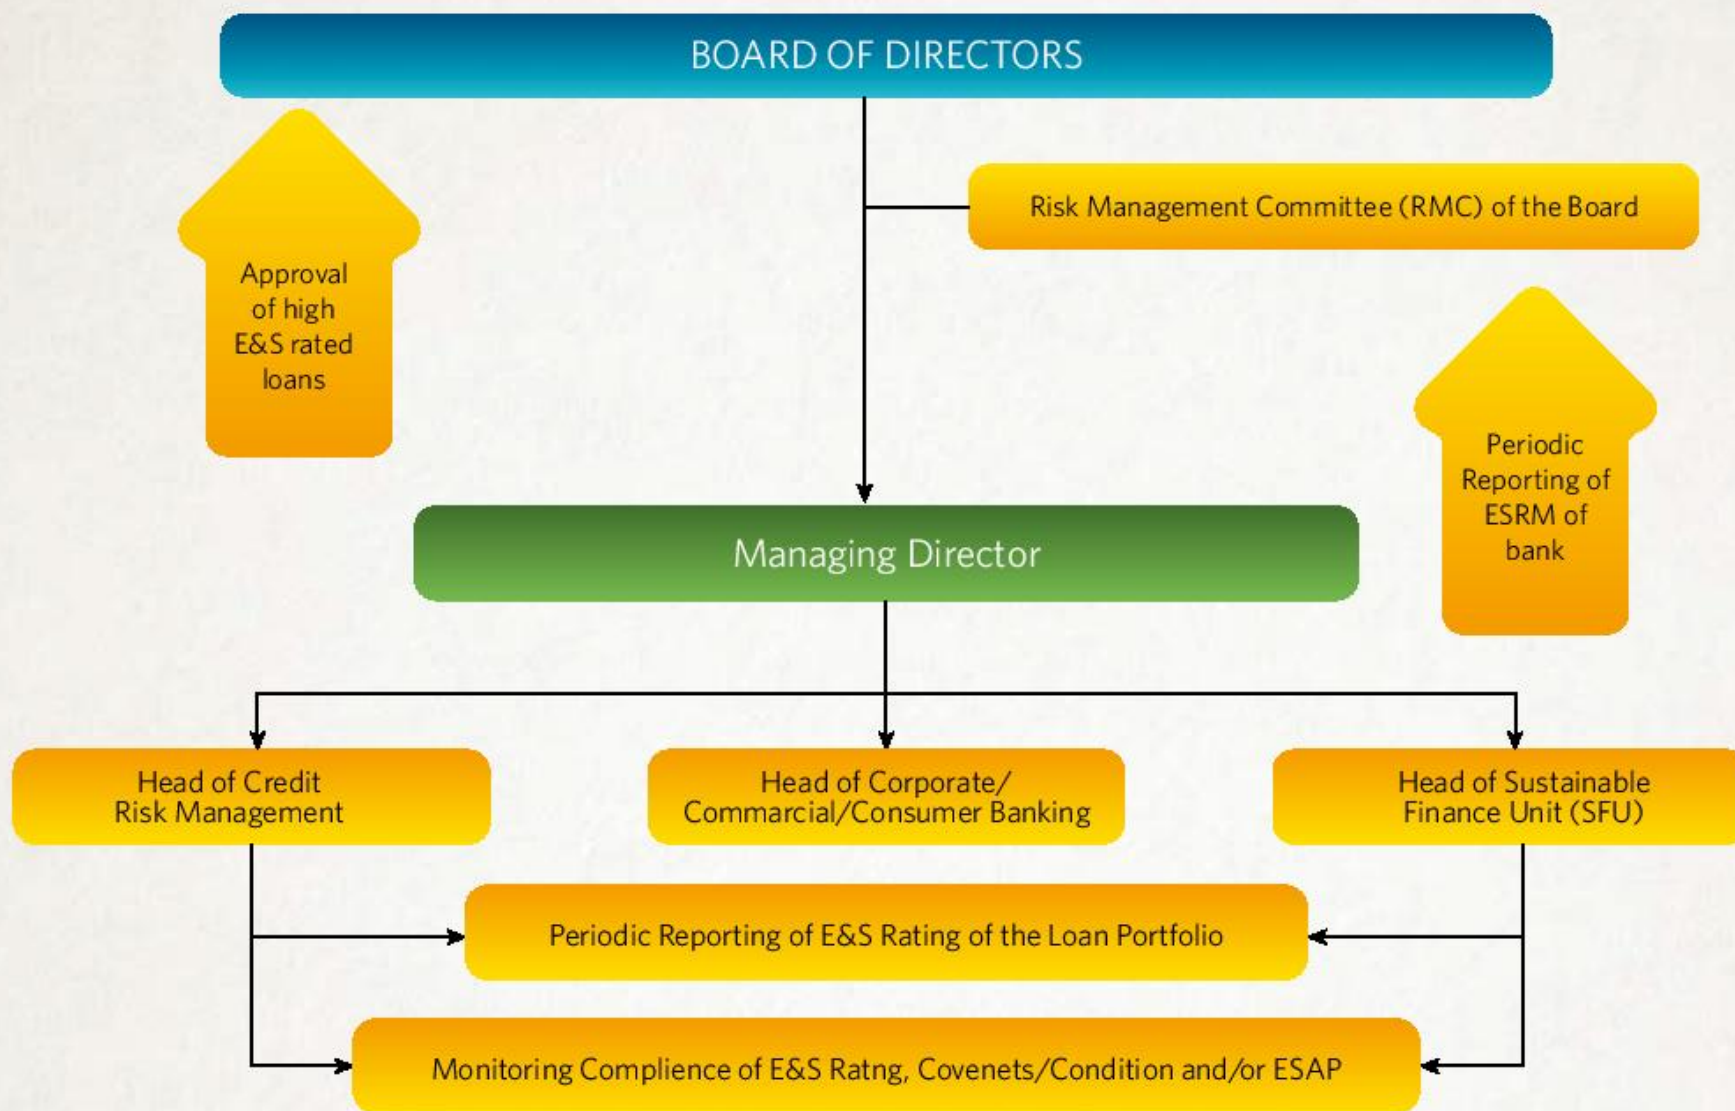 BOARD OF DIRECTORS
Risk Management Committee (RMC) of the Board
Approval
of high
E&S rated
loans
Periodic
Reporting of
ESRM of
bank
Managing Director
Head of Credit
Risk Management
Head of Corporate/
Commarcial/Consumer Banking
Head of Sustainable
Finance Unit (SFU)
Periodic Reporting of E&S Rating of the Loan Portfolio
Monitoring Complience of E&S Ratng, Covenets/Condition and/or ESAP